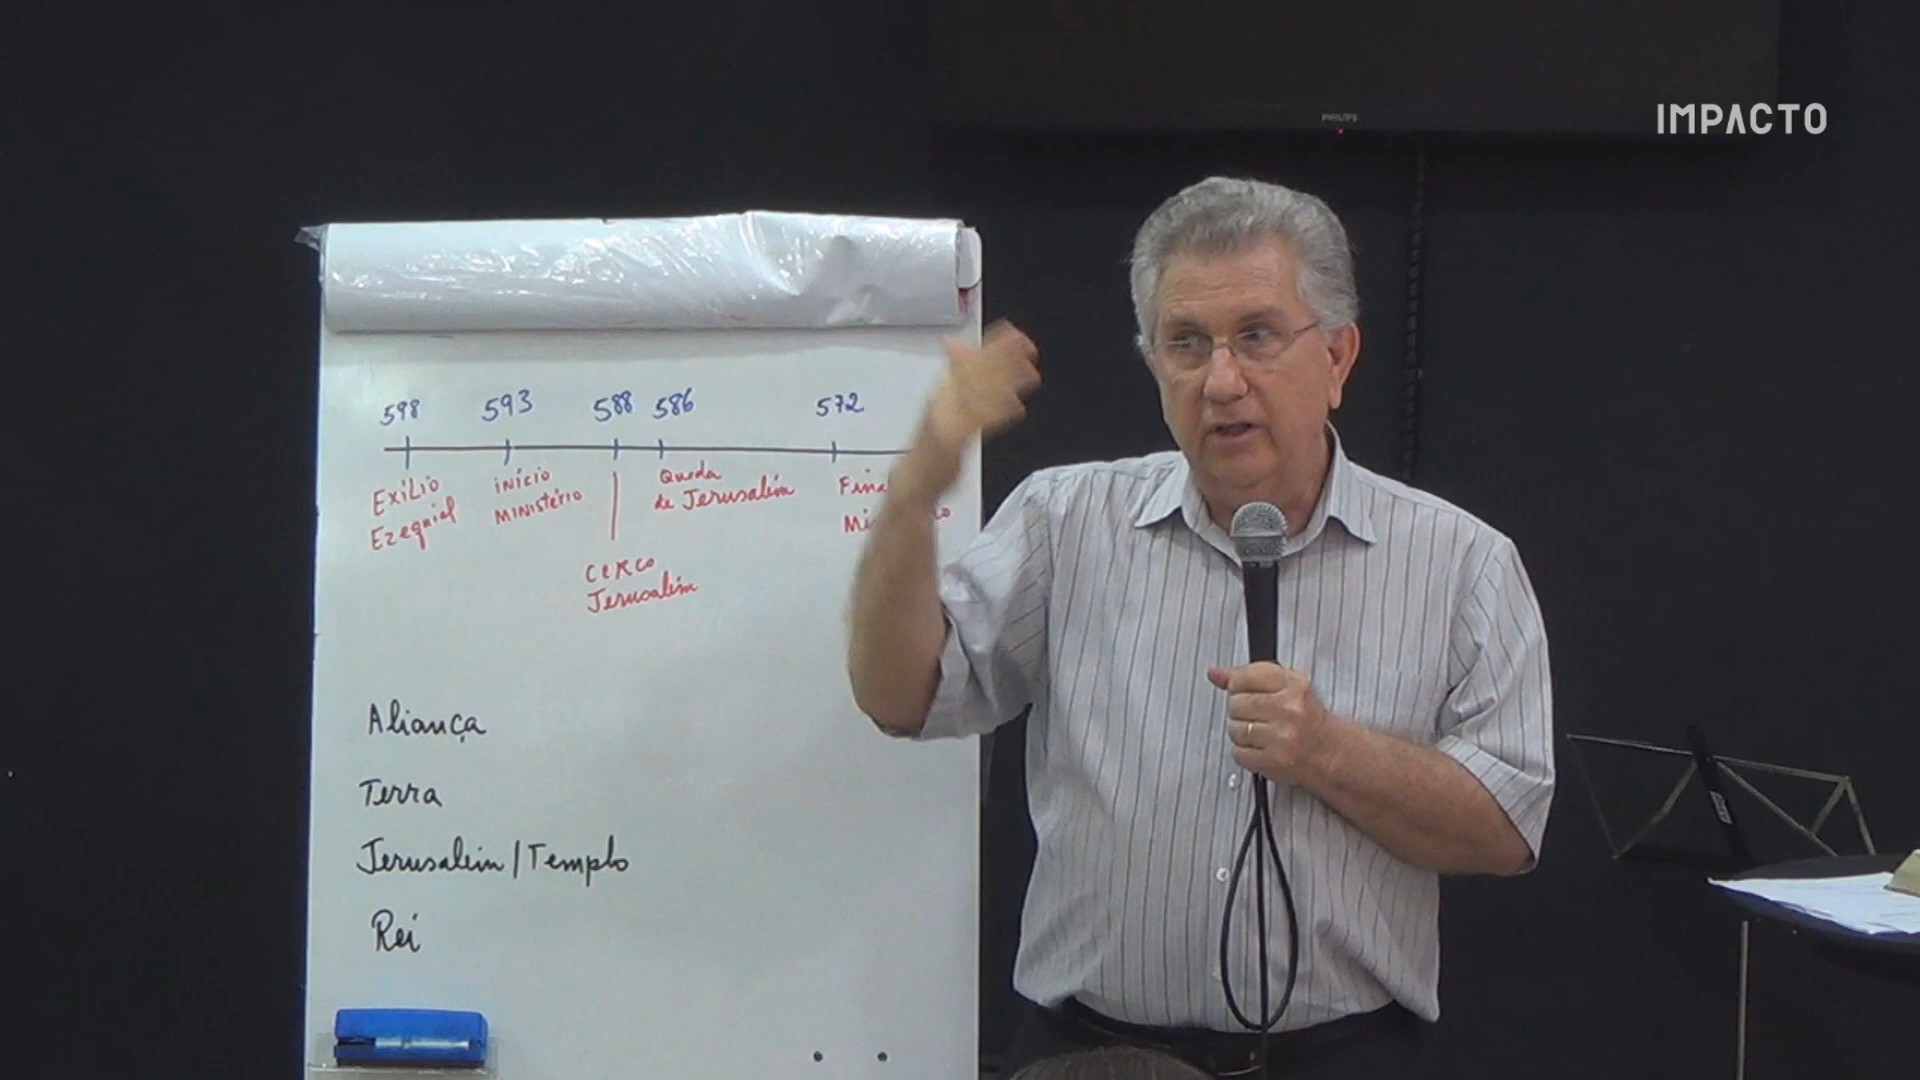 IMPACTO
PHILIPS
598 593 588 586 572
Exílio
Ezequiel
início
Ministério
Cerco
Jerusalém
Queda
de Jerusalém
Aliança
Terra
Jerusalém/Templo
Rei